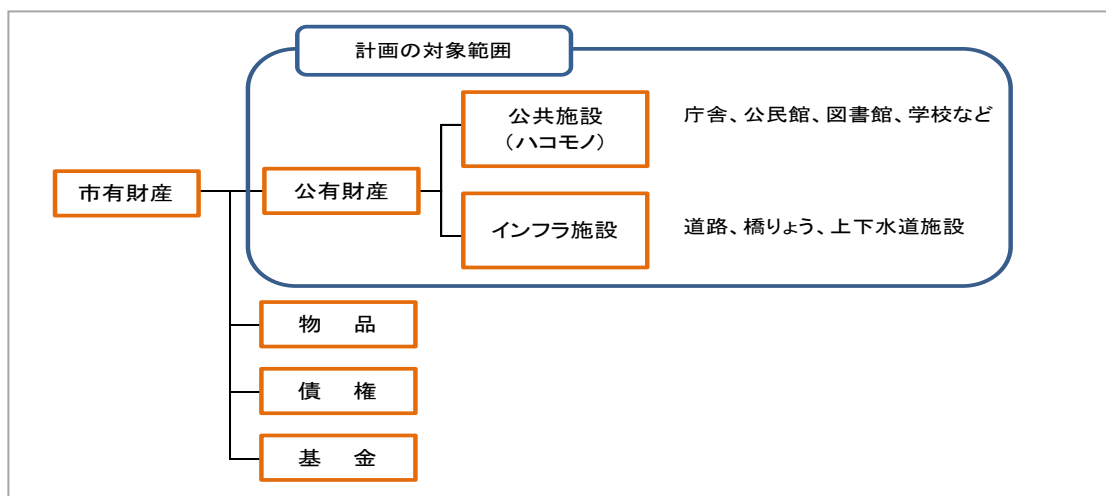 計画の対象範囲
公共施設
(ハコモノ)
庁舎、公民館、図書館、学校など
市有財産
公有財産
インフラ施設
道路、橋りょう、上下水道施設
物 品
債 権
基 金